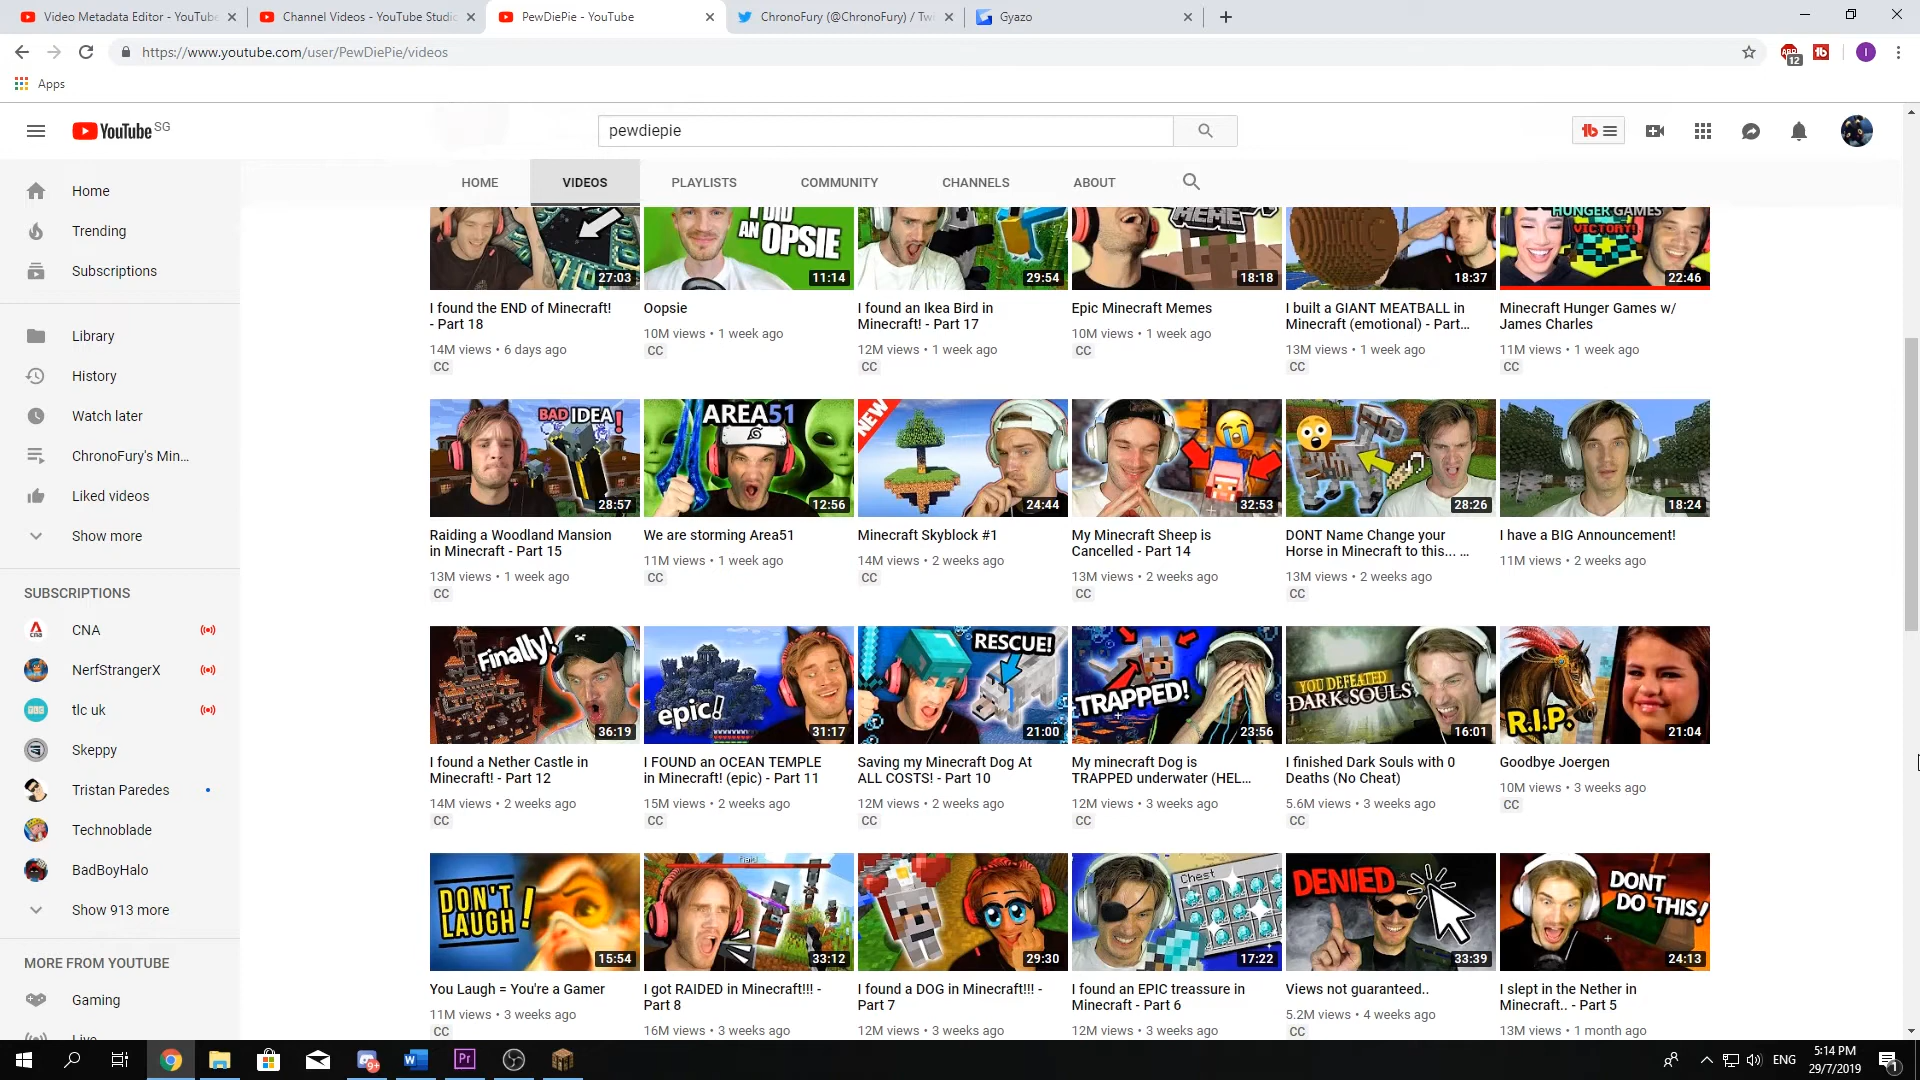 Video Metadata Editor - YouTube
Channel Videos - YouTube Studio
PewDiePie - YouTube
ChronoFury (@ChronoFury) / Twi
Gyazo
https://www.youtube.com/user/PewDiePie/videos
12
I
Apps
YouTube SG
pewdiepie
HOME
VIDEOS
PLAYLISTS
COMMUNITY
CHANNELS
ABOUT
Home
Trending
Subscriptions
Library
History
Watch later
ChronoFury's Min...
Liked videos
Show more
SUBSCRIPTIONS
CNA
NerfStrangerX
tlc uk
Skeppy
Tristan Paredes
Technoblade
BadBoyHalo
Show 913 more
MORE FROM YOUTUBE
Gaming
Live
27:03
I DID
AN OPSIE
11:14
29:54
MEME
18:18
18:37
HUNGER GAMES
VICTORY!
22:46
I found the END of Minecraft!
- Part 18
14M views • 6 days ago
CC
Oopsie
10M views • 1 week ago
CC
I found an Ikea Bird in
Minecraft! - Part 17
12M views • 1 week ago
CC
Epic Minecraft Memes
10M views • 1 week ago
CC
I built a GIANT MEATBALL in
Minecraft (emotional) - Part...
13M views • 1 week ago
CC
Minecraft Hunger Games w/
James Charles
11M views • 1 week ago
CC
BAD IDEA!
28:57
AREA51
12:56
NEW
24:44
32:53
28:26
18:24
Raiding a Woodland Mansion
in Minecraft - Part 15
13M views • 1 week ago
CC
We are storming Area51
11M views • 1 week ago
CC
Minecraft Skyblock #1
14M views • 2 weeks ago
CC
My Minecraft Sheep is
Cancelled - Part 14
13M views • 2 weeks ago
CC
DONT Name Change your
Horse in Minecraft to this... ...
13M views • 2 weeks ago
CC
I have a BIG Announcement!
11M views • 2 weeks ago
Finally!
36:19
epic!
31:17
RESCUE!
21:00
TRAPPED!
23:56
YOU DEFEATED
DARK SOULS
16:01
R.I.P.
21:04
I found a Nether Castle in
Minecraft! - Part 12
14M views • 2 weeks ago
CC
I FOUND an OCEAN TEMPLE
in Minecraft! (epic) - Part 11
15M views • 2 weeks ago
CC
Saving my Minecraft Dog At
ALL COSTS! - Part 10
12M views • 2 weeks ago
CC
My minecraft Dog is
TRAPPED underwater (HEL...
12M views • 3 weeks ago
CC
I finished Dark Souls with 0
Deaths (No Cheat)
5.6M views • 3 weeks ago
CC
Goodbye Joergen
10M views • 3 weeks ago
CC
DON'T
LAUGH!
15:54
Raid
33:12
29:30
Chest
17:22
DENIED
33:39
DONT
DO THIS!
24:13
You Laugh = You're a Gamer
11M views • 3 weeks ago
CC
I got RAIDED in Minecraft!!! -
Part 8
16M views • 3 weeks ago
I found a DOG in Minecraft!!! -
Part 7
12M views • 3 weeks ago
I found an EPIC treassure in
Minecraft - Part 6
12M views • 3 weeks ago
Views not guaranteed..
5.2M views • 4 weeks ago
CC
I slept in the Nether in
Minecraft.. - Part 5
13M views • 1 month ago
9+
W
Pr
ENG
5:14 PM
29/7/2019
1